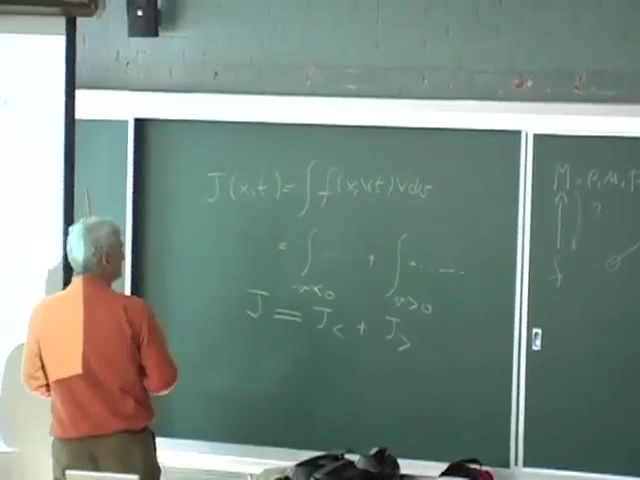 J(x,t) = ∫ f(x,v,t) v dv
= ∫ + ∫ ......
v<0 v>0
J = J< + J>
M = ρ, u, T
↑ ?
f